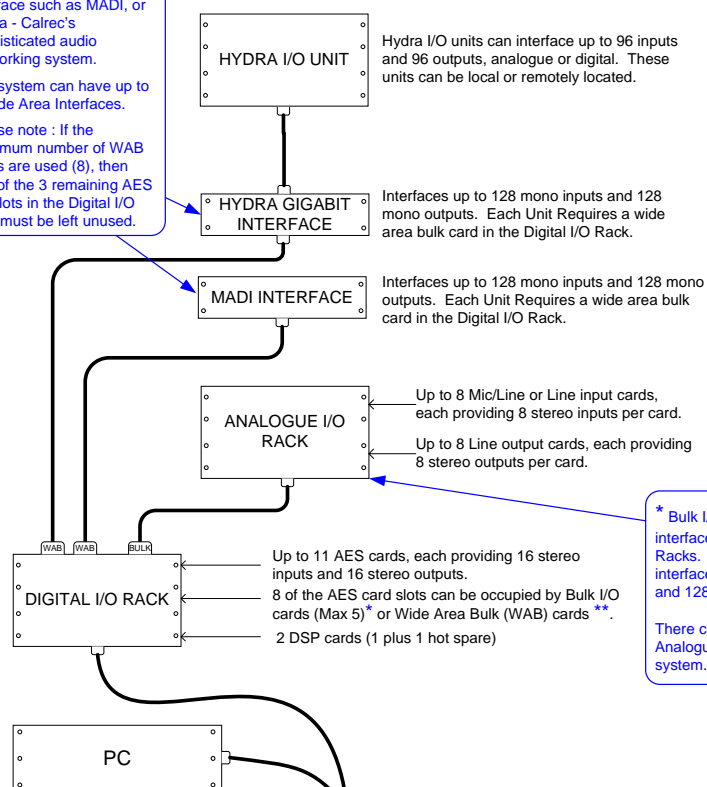 such as MADI, or
- Calrec's
audio
system.
system can have up to
Area Interfaces.
note : If the
number of WAB
are used (8), then
of the 3 remaining AES
in the Digital I/O
must be left unused.
HYDRA I/O UNIT
Hydra I/O units can interface up to 96 inputs
and 96 outputs, analogue or digital. These
units can be local or remotely located.
HYDRA GIGABIT
INTERFACE
Interfaces up to 128 mono inputs and 128
mono outputs. Each Unit Requires a wide
area bulk card in the Digital I/O Rack.
MADI INTERFACE
Interfaces up to 128 mono inputs and 128 mono
outputs. Each Unit Requires a wide area bulk
card in the Digital I/O Rack.
ANALOGUE I/O
RACK
Up to 8 Mic/Line or Line input cards,
each providing 8 stereo inputs per card.
Up to 8 Line output cards, each providing
8 stereo outputs per card.
* Bulk
interface
Racks.
interface
and 128
There
Analogue
system.
WAB WAB BULK
DIGITAL I/O RACK
Up to 11 AES cards, each providing 16 stereo
inputs and 16 stereo outputs.
8 of the AES card slots can be occupied by Bulk I/O
cards (Max 5)* or Wide Area Bulk (WAB) cards **.
2 DSP cards (1 plus 1 hot spare)
PC